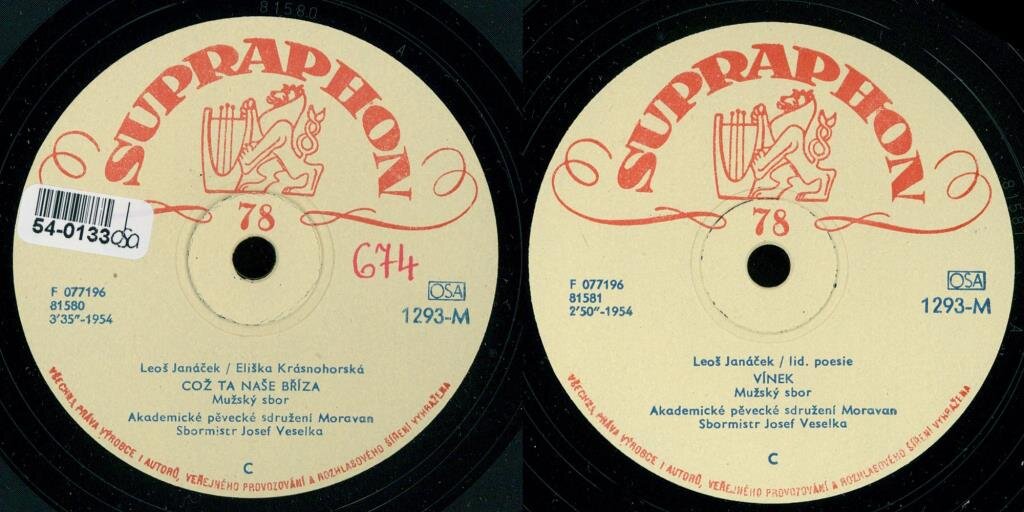 81580
SUPRAPHON
78
54-0133
osa
674
F 077196
81580
3'35"-1954
OSA
1293-M
Leoš Janáček / Eliška Krásnohorská
COŽ TA NAŠE BŘÍZA
Mužský sbor
Akademické pěvecké sdružení Moravan
Sbormistr Josef Veselka
C
VŠECHNA PRÁVA VÝROBCE I AUTORŮ, VEŘEJNÉHO PROVOZOVÁNÍ A ROZHLASOVÉHO ŠÍŘENÍ VYHRAŽENA
SUPRAPHON
78
F 077196
81581
2'50"-1954
OSA
1293-M
Leoš Janáček / lid. poesie
VÍNEK
Mužský sbor
Akademické pěvecké sdružení Moravan
Sbormistr Josef Veselka
C
VŠECHNA PRÁVA VÝROBCE I AUTORŮ, VEŘEJNÉHO PROVOZOVÁNÍ A ROZHLASOVÉHO ŠÍŘENÍ VYHRAŽENA